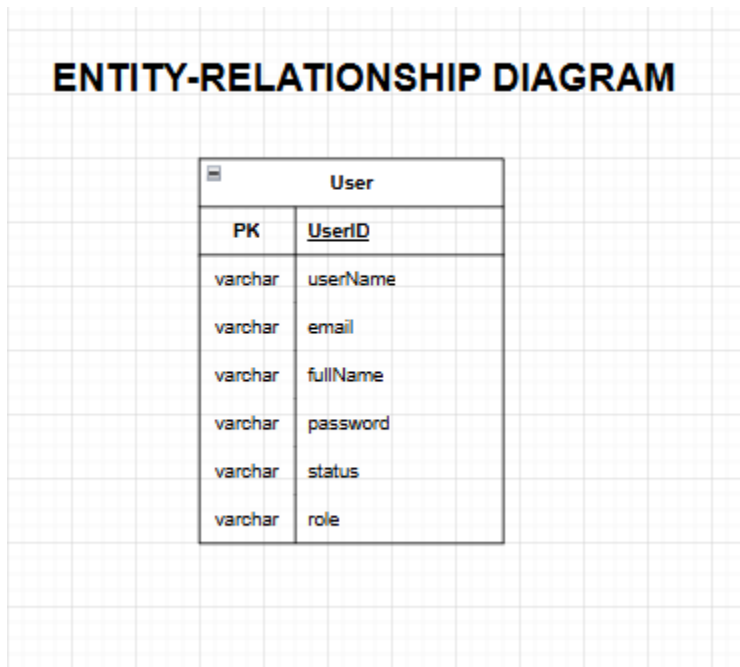 ENTITY-RELATIONSHIP DIAGRAM
User
PK UserID
varchar userName
varchar email
varchar fullName
varchar password
varchar status
varchar role